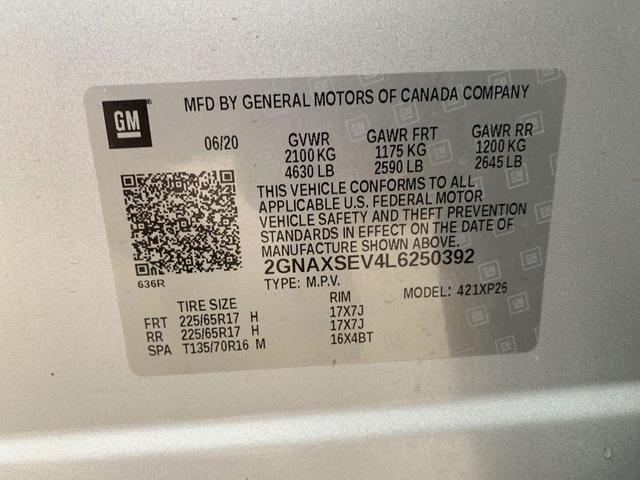 GM
MFD BY GENERAL MOTORS OF CANADA COMPANY
06/20 GVWR GAWR FRT GAWR RR
2100 KG 1175 KG 1200 KG
4630 LB 2590 LB 2645 LB
THIS VEHICLE CONFORMS TO ALL
APPLICABLE U.S. FEDERAL MOTOR
VEHICLE SAFETY AND THEFT PREVENTION
STANDARDS IN EFFECT ON THE DATE OF
MANUFACTURE SHOWN ABOVE.
636R
2GNAXSEV4L6250392
TYPE: M.P.V. MODEL: 421XP26
TIRE SIZE RIM
FRT 225/65R17 H 17X7J
RR 225/65R17 H 17X7J
SPA T135/70R16 M 16X4BT